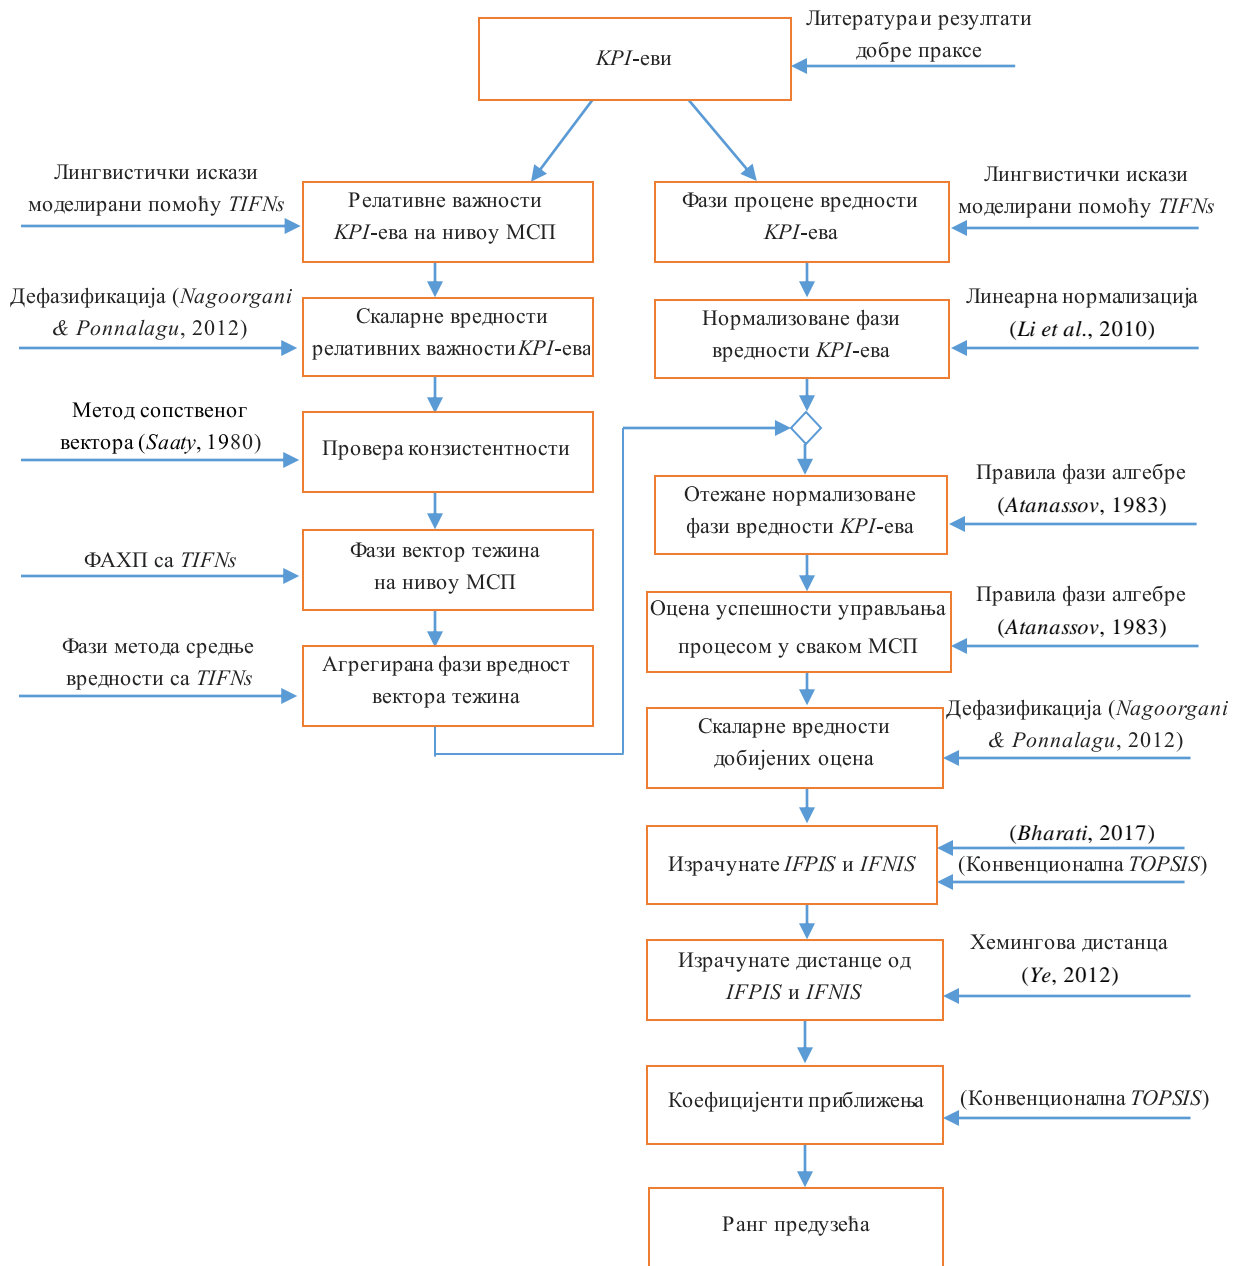 KPI-еви
Литература и резултати
добре праксе
Лингвистички искази
моделирани помоћу TIFNs
Релативне важности
KPI-ева на нивоу МСП
Фази процене вредности
KPI-ева
Лингвистички искази
моделирани помоћу TIFNs
Дефазификација (Nagoorgani
& Ponnalagu, 2012)
Скаларне вредности
релативних важности KPI-ева
Нормализоване фази
вредности KPI-ева
Линеарна нормализација
(Li et al., 2010)
Метод сопственог
вектора (Saaty, 1980)
Провера конзистентности
Отежане нормализоване
фази вредности KPI-ева
Правила фази алгебре
(Atanassov, 1983)
ФАХП са TIFNs
Фази вектор тежина
на нивоу МСП
Оцена успешности управљања
процесом у сваком МСП
Правила фази алгебре
(Atanassov, 1983)
Фази метода средње
вредности са TIFNs
Агрегирана фази вредност
вектора тежина
Скаларне вредности
добијених оцена
Дефазификација (Nagoorgani
& Ponnalagu, 2012)
Израчунате IFPIS и IFNIS
(Bharati, 2017)
(Конвенционална TOPSIS)
Израчунате дистанце од
IFPIS и IFNIS
Хемингова дистанца
(Ye, 2012)
Коефицијенти приближења
(Конвенционална TOPSIS)
Ранг предузећа